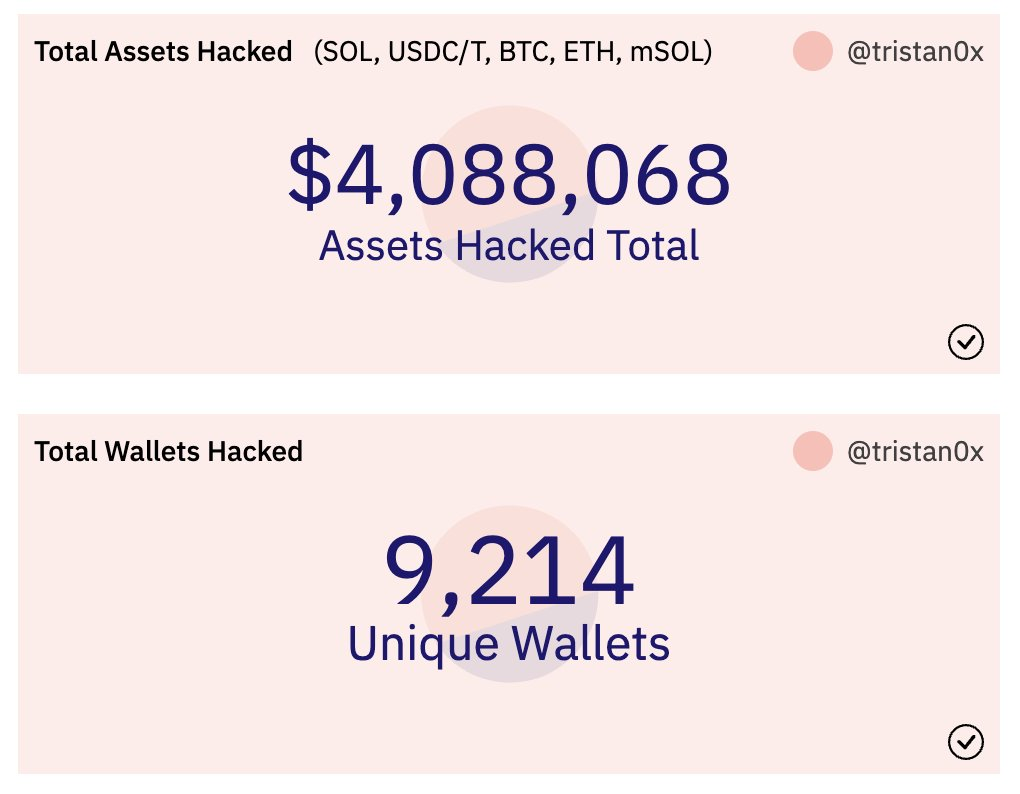 Total Assets Hacked (SOL, USDC/T, BTC, ETH, mSOL) @tristan0x
$4,088,068
Assets Hacked Total
Total Wallets Hacked @tristan0x
9,214
Unique Wallets